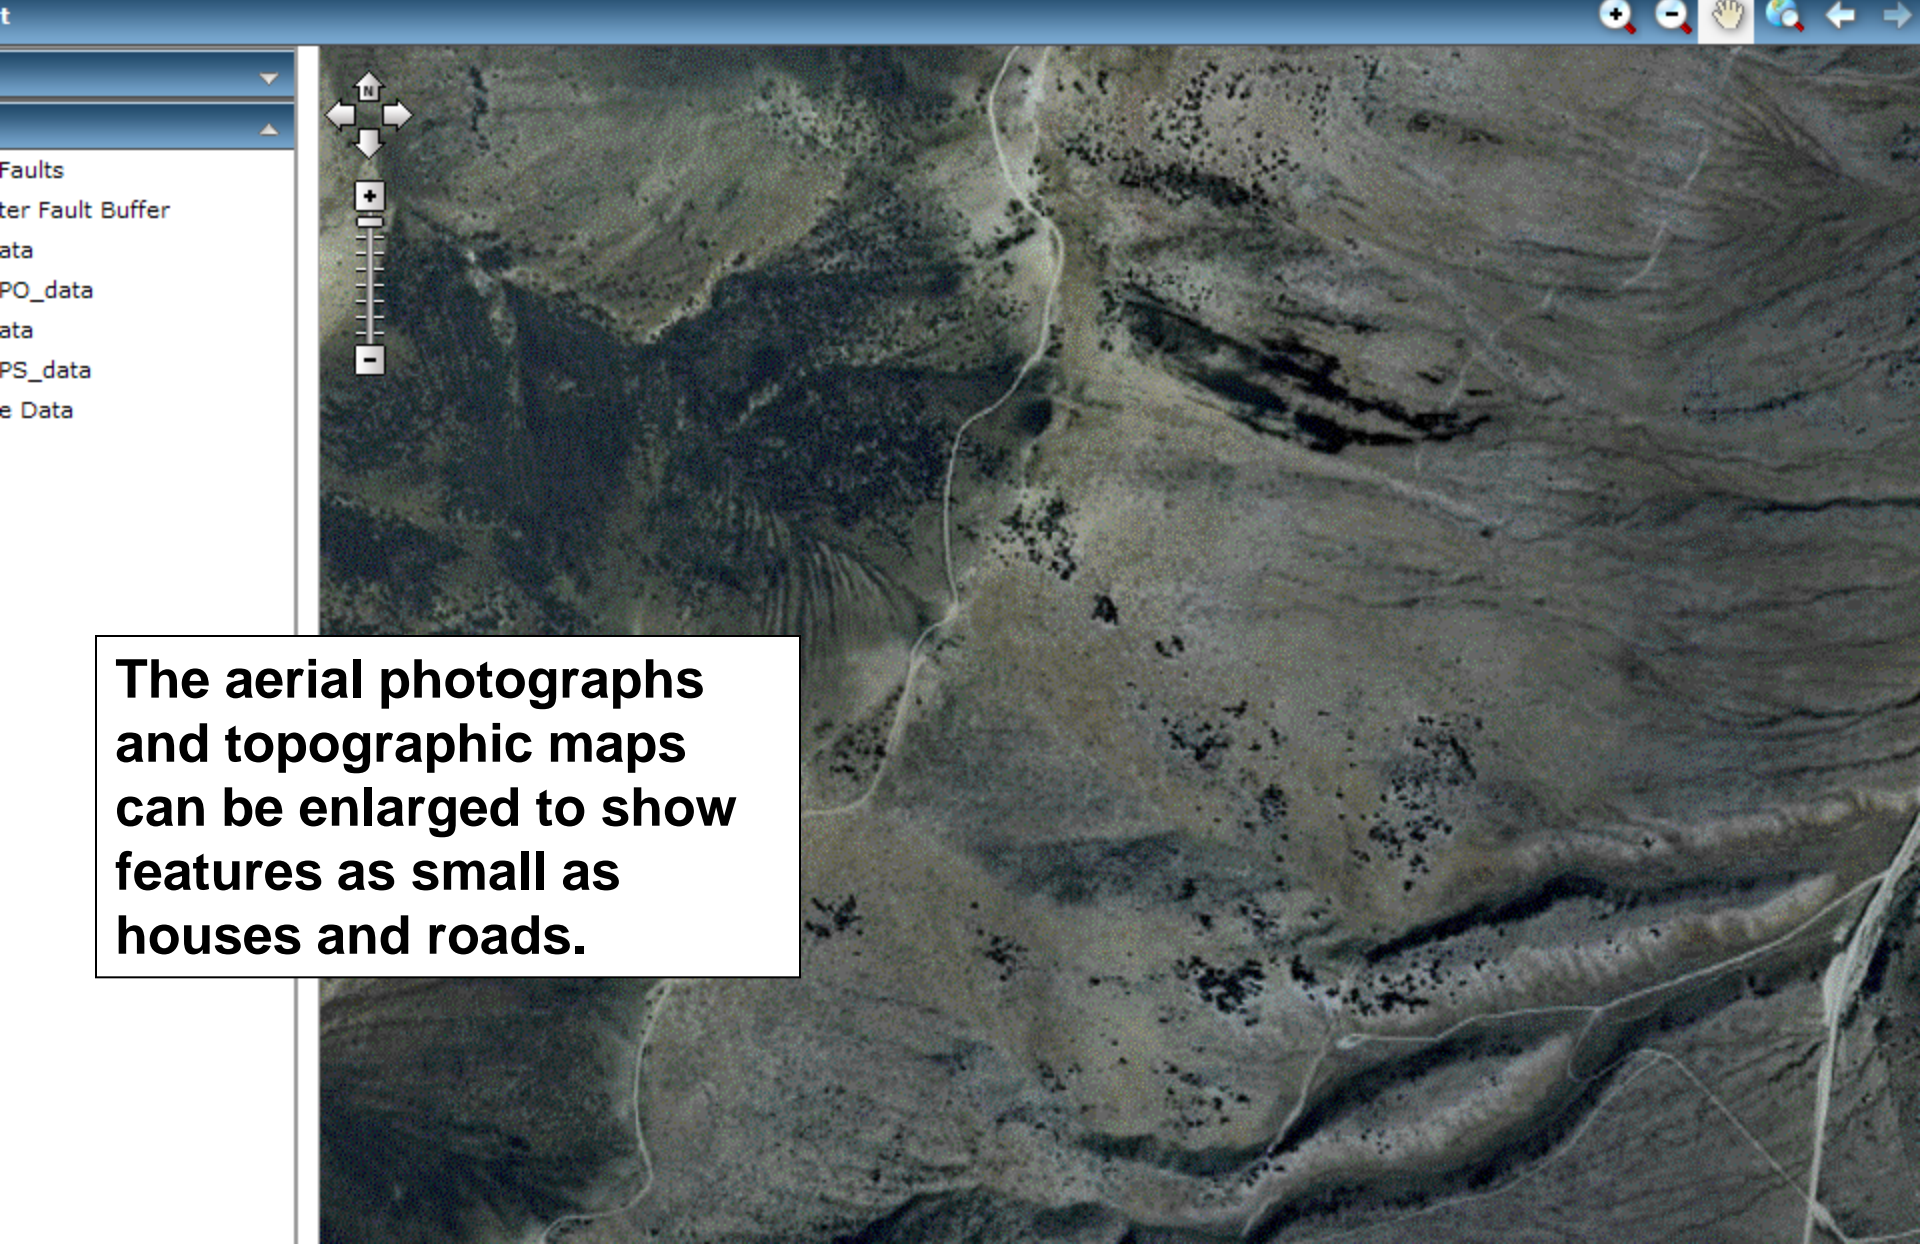 t
N
Faults
ter Fault Buffer
ata
PO_data
ata
PS_data
e Data
The aerial photographs
and topographic maps
can be enlarged to show
features as small as
houses and roads.